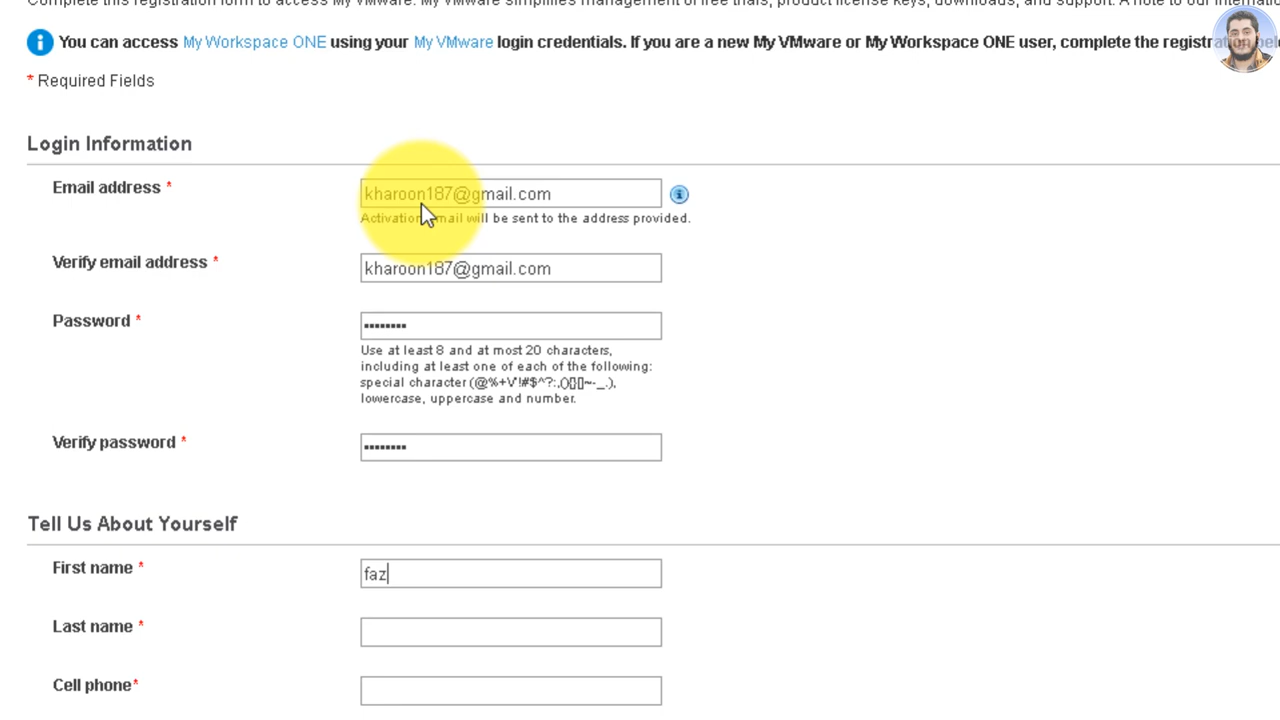 Complete this registration form to access My VMware. My VMware simplifies management of free trials, product license keys, downloads, and support. A note to our
You can access My Workspace ONE using your My VMware login credentials. If you are a new My VMware or My Workspace ONE user, complete the
* Required Fields
Login Information
Email address *
kharoon187@gmail.com
Activation email will be sent to the address provided.
Verify email address *
kharoon187@gmail.com
Password *
••••••••
Use at least 8 and at most 20 characters,
including at least one of each of the following:
special character
lowercase, uppercase and number.
Verify password *
••••••••
Tell Us About Yourself
First name *
faz
Last name *
Cell phone*